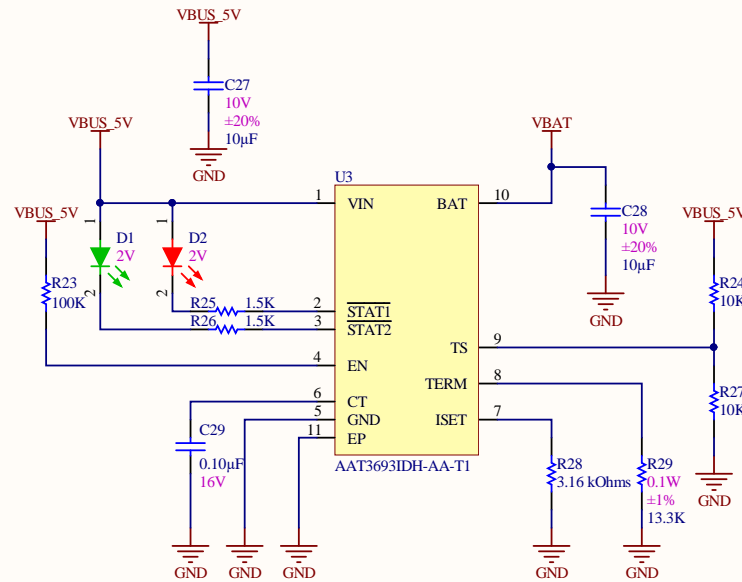 VBUS_5V
C27
10V
±20%
10µF
GND
VBUS_5V
VBAT
U3
1
VIN
BAT
10
C28
10V
±20%
10µF
GND
VBUS_5V
VBUS_5V
1
D1
2V
2
1
D2
2V
2
R23
100K
R24
10K
R25
1.5K
2
STAT1
R26
1.5K
3
STAT2
TS
9
4
EN
TERM
8
R27
10K
6
CT
5
GND
ISET
7
11
EP
C29
0.10µF
16V
AAT3693IDH-AA-T1
R28
3.16 kOhms
R29
0.1W
±1%
13.3K
GND
GND
GND
GND
GND
GND